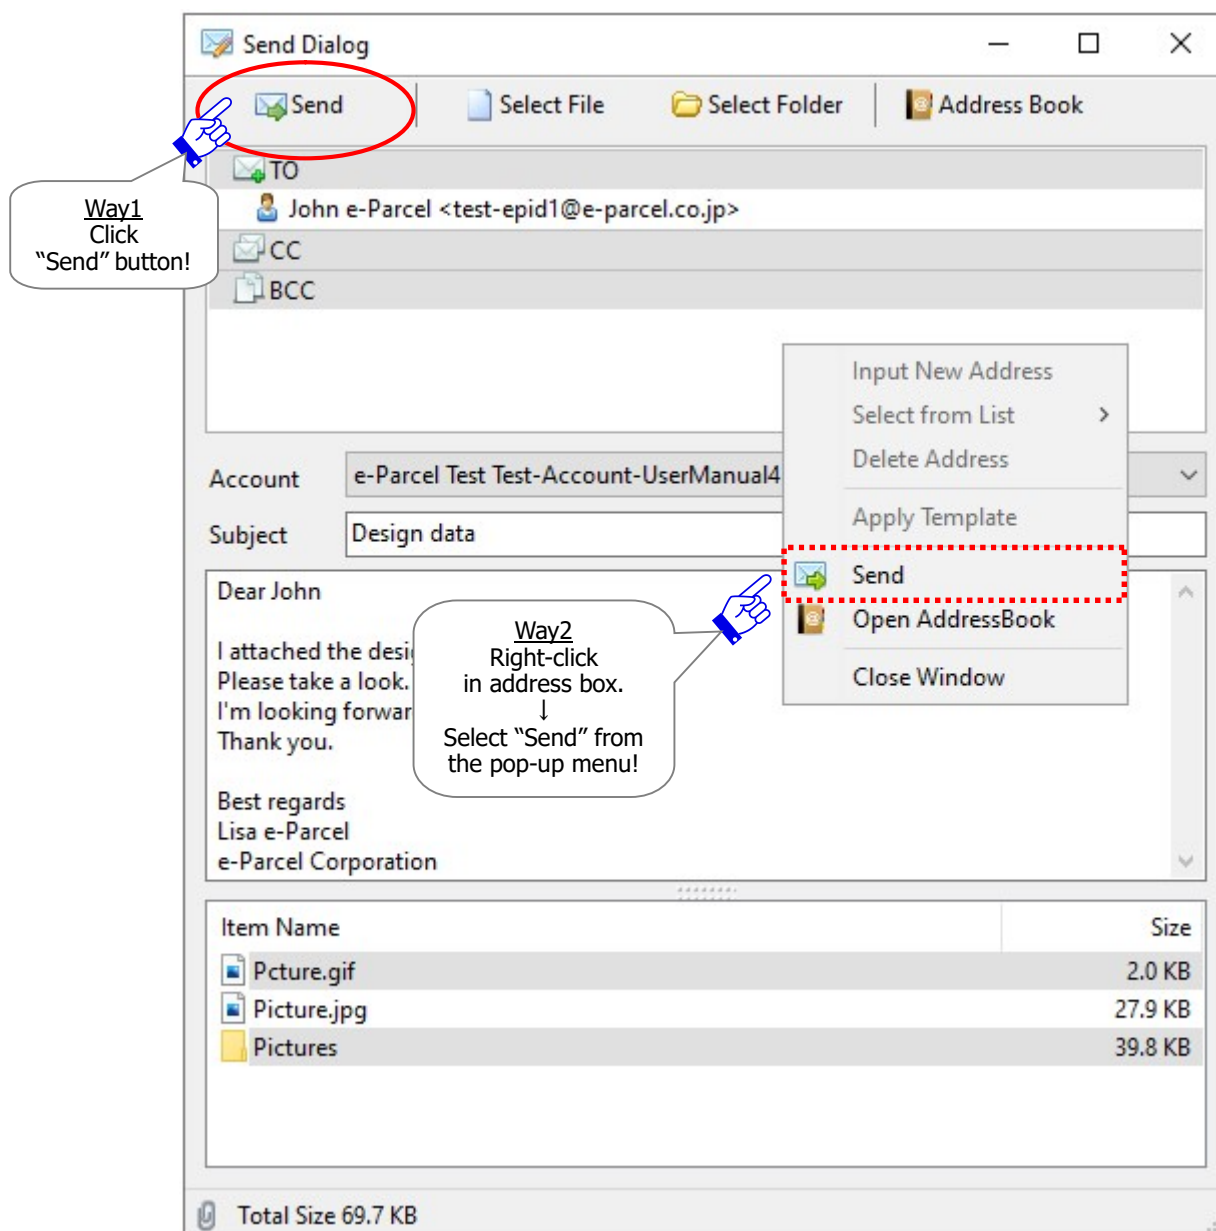 Send Dialog
Send Select File Select Folder Address Book
TO
John e-Parcel <test-epid1@e-parcel.co.jp>
CC
BCC
Way1
Click
“Send” button!
Input New Address
Select from List
Delete Address
Apply Template
Send
Open AddressBook
Close Window
Account e-Parcel Test Test-Account-UserManual4
Subject Design data
Dear John
I attached the desi
Please take a look.
I'm looking forwar
Thank you.
Best regards
Lisa e-Parcel
e-Parcel Corporation
Way2
Right-click
in address box.
↓
Select “Send” from
the pop-up menu!
Item Name Size
Pcture.gif 2.0 KB
Picture.jpg 27.9 KB
Pictures 39.8 KB
Total Size 69.7 KB